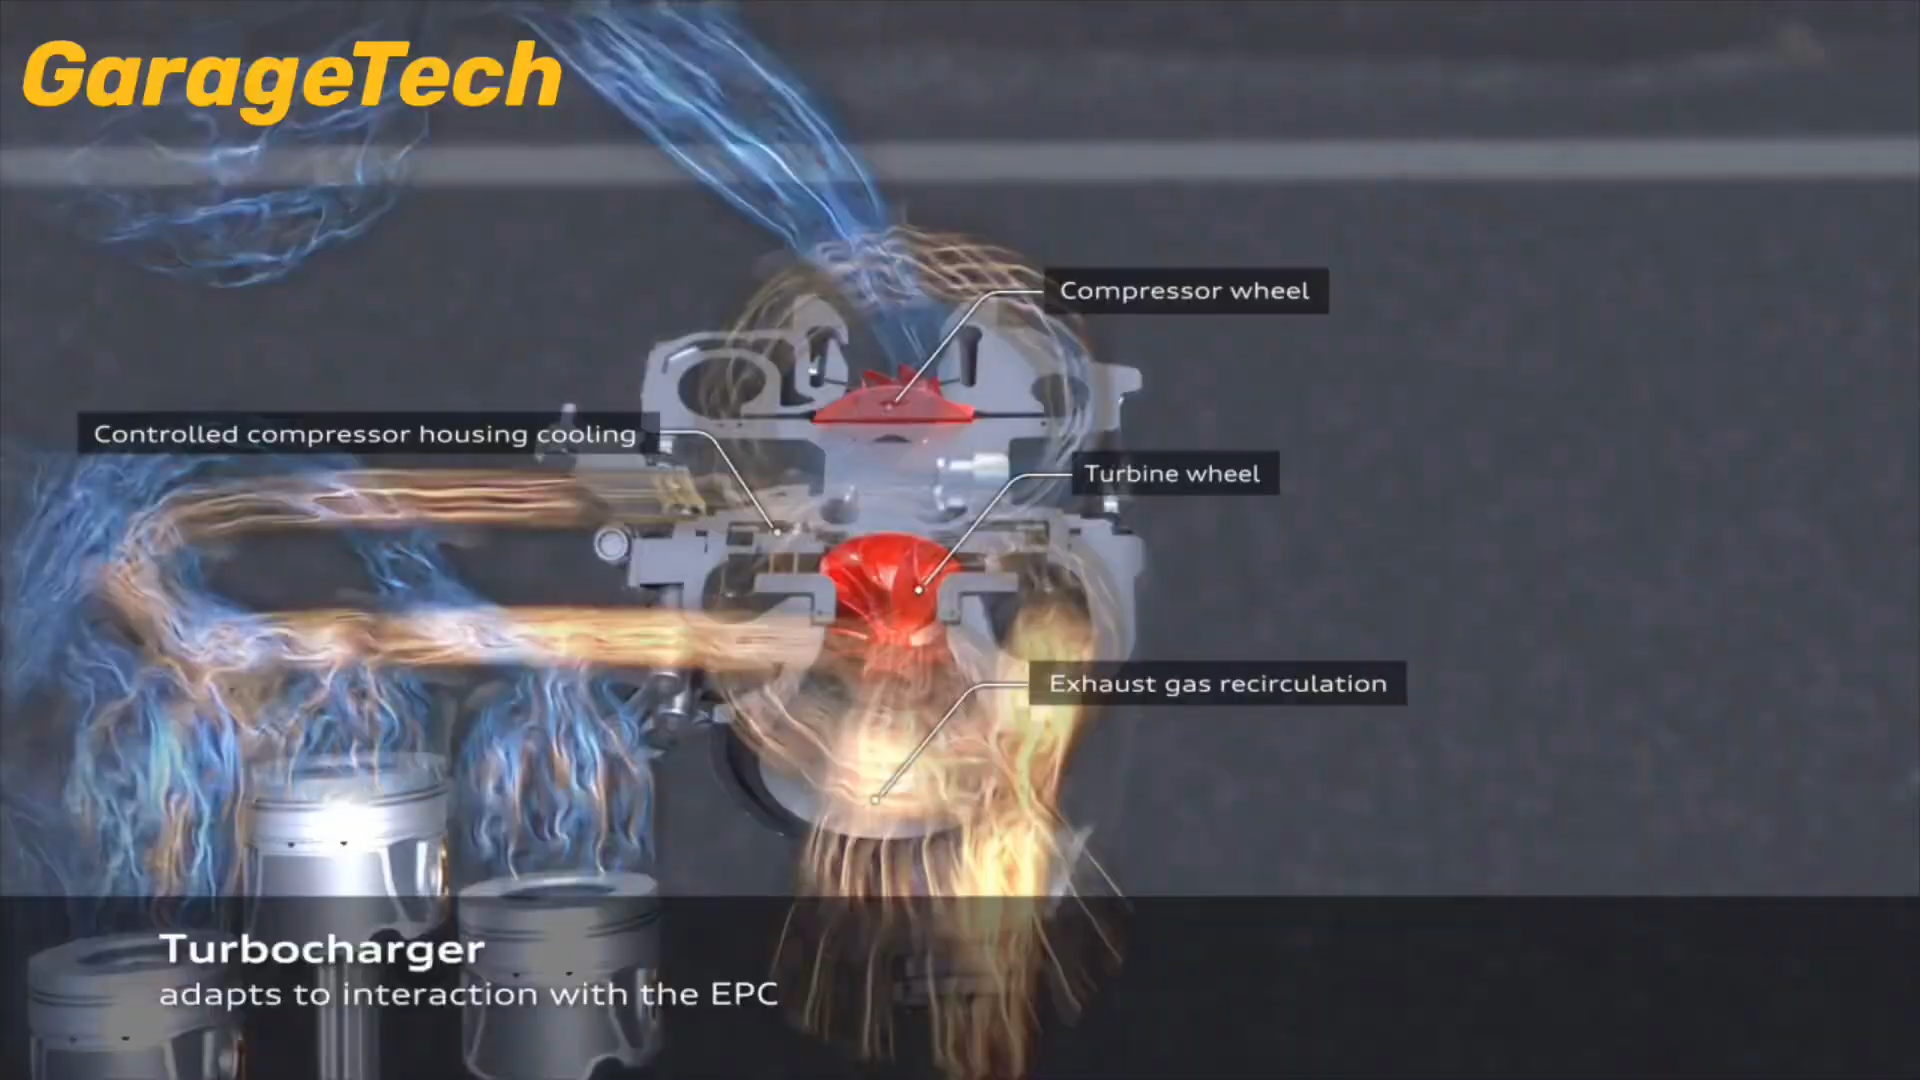 GarageTech
Compressor wheel
Controlled compressor housing cooling
Turbine wheel
Exhaust gas recirculation
Turbocharger
adapts to interaction with the EPC